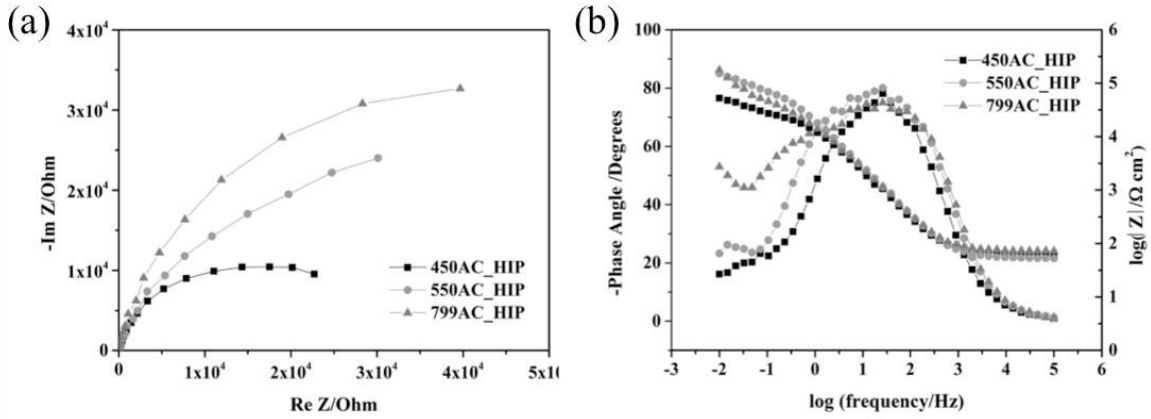 (a)
4x10⁴
3x10⁴
2x10⁴
1x10⁴
0
-Im Z/Ohm
450AC_HIP
550AC_HIP
799AC_HIP
0 1x10⁴ 2x10⁴ 3x10⁴ 4x10⁴ 5x10
Re Z/Ohm
(b)
100
80
60
40
20
0
-Phase Angle /Degrees
450AC_HIP
550AC_HIP
799AC_HIP
6
5
4
3
2
1
0
log(|Z|/Ω cm²)
-3 -2 -1 0 1 2 3 4 5 6
log (frequency/Hz)